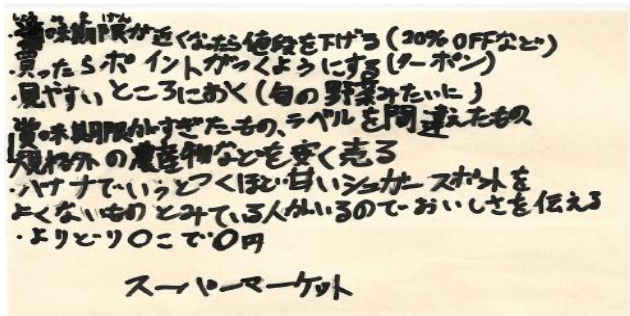 ・賞味期限が近くなったら値段を下げる(20% OFFなど)
買ったらポイントがつくようにする(クーポン)
・見やすいところにおく(旬の野菜みたいに)
賞味期限がすぎたもの、ラベルを間違えたもの
規格外の農産物などを安く売る
・バナナでいうとつくほど甘いシュガースポットを
よくないものとみている人がいるのでおいしさを伝える
・よりどり○こで○円
スーパーマーケット